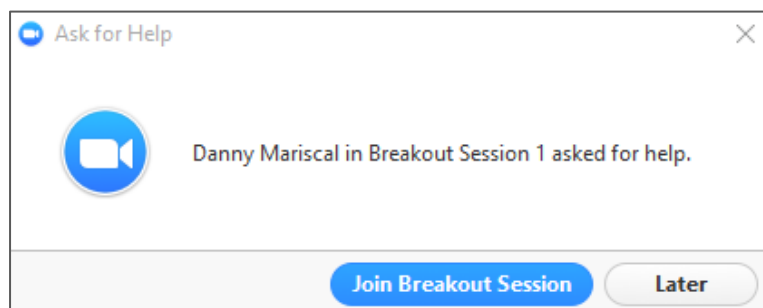 Ask for Help
Danny Mariscal in Breakout Session 1 asked for help.
Join Breakout Session
Later